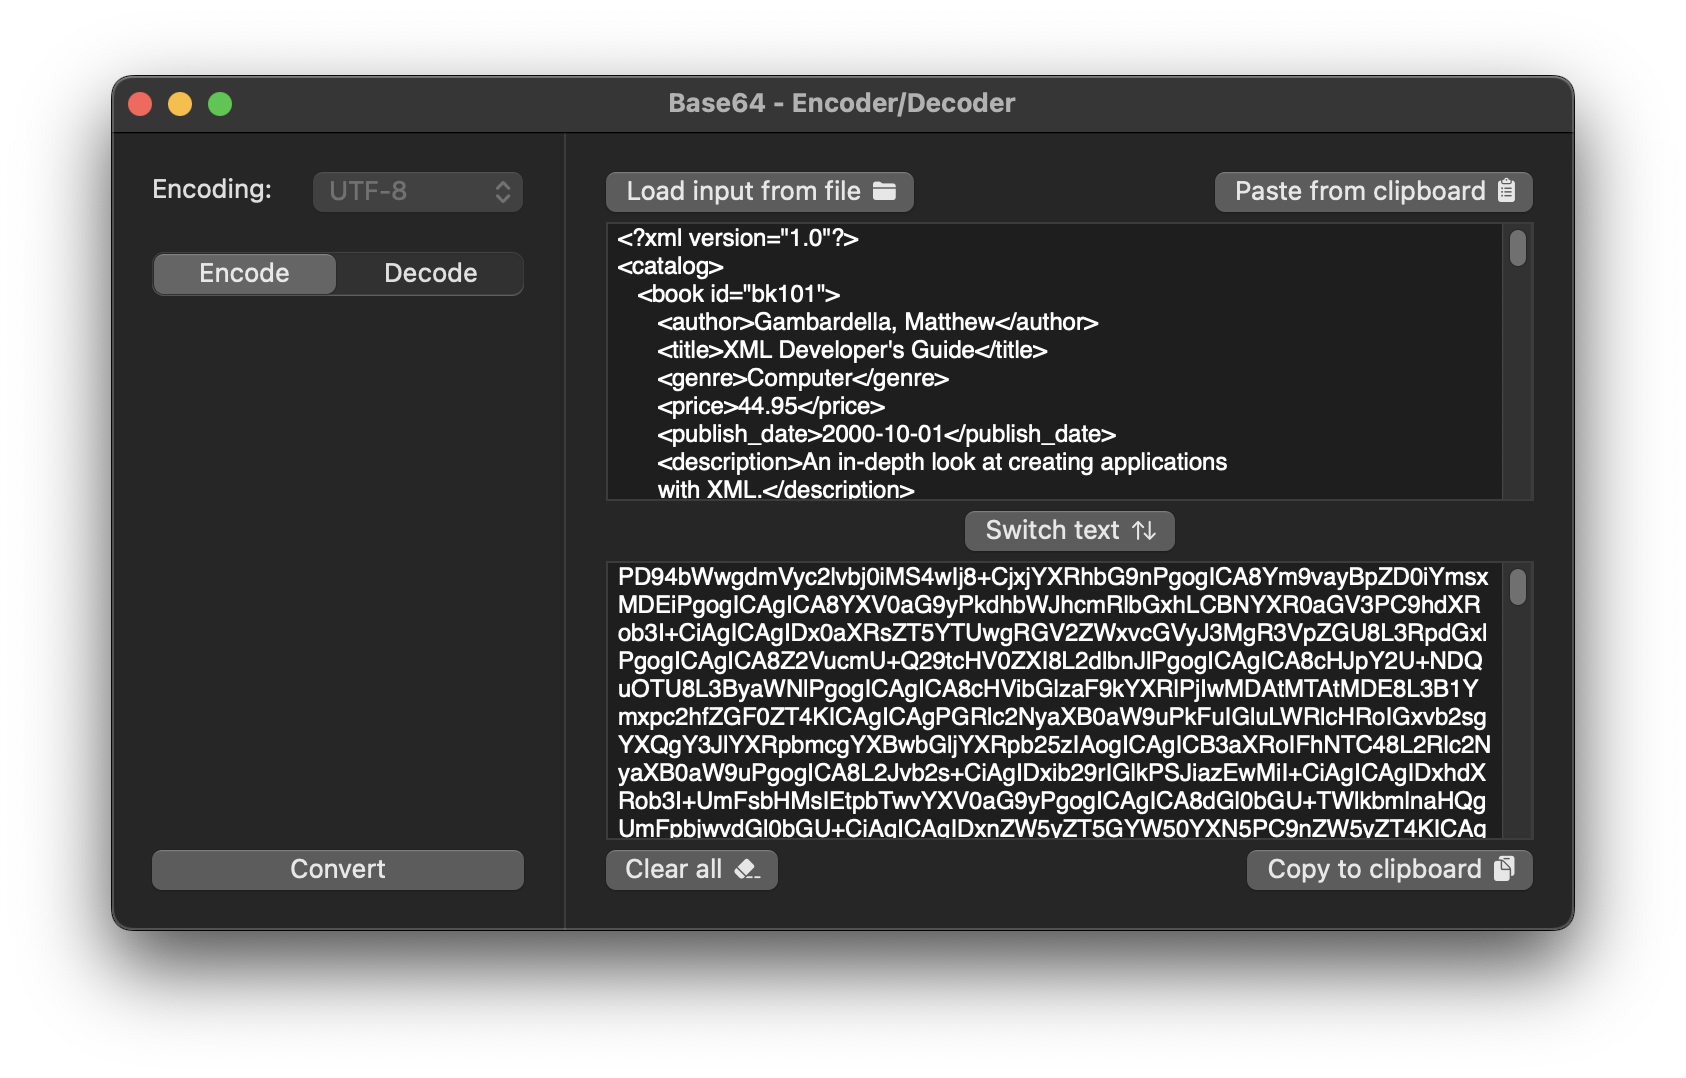 Base64 - Encoder/Decoder
Encoding:
UTF-8
Encode
Decode
Convert
Load input from file
Paste from clipboard
<?xml version="1.0"?>
<catalog>
<book id="bk101">
<author>Gambardella, Matthew</author>
<title>XML Developer's Guide</title>
<genre>Computer</genre>
<price>44.95</price>
<publish_date>2000-10-01</publish_date>
<description>An in-depth look at creating applications
with XML.</description>
Switch text
PD94bWwgdmVyc2lvbj0iMS4wIj8+CjxjYXRhbG9nPgogICA8Ym9vayBpZD0iYmsx
MDEiPgogICAgICA8YXV0aG9yPkdhbWJhcmRlbGxhLCBNYXR0aGV3PC9hdXR
ob3I+CiAgICAgIDx0aXRsZT5YTUwgRGV2ZWxvcGVyJ3MgR3VpZGU8L3RpdGxl
PgogICAgICA8Z2VucmU+Q29tcHV0ZXI8L2dlbnJlPgogICAgICA8cHJpY2U+NDQ
uOTU8L3ByaWNlPgogICAgICA8cHVibGlzaF9kYXRlPjIwMDAtMTAtMDE8L3B1Y
mxpc2hfZGF0ZT4KICAgICAgPGRlc2NyaXB0aW9uPkFuIGluLWRlcHRoIGxvb2sg
YXQgY3JlYXRpbmcgYXBwbGljYXRpb25zIAogICAgICB3aXRoIFhNTC48L2Rlc2N
yaXB0aW9uPgogICA8L2Jvb2s+CiAgIDxib29rIGlkPSJiazEwMiI+CiAgICAgIDxhdX
Rob3I+UmFsbHMsIEtpbTwvYXV0aG9yPgogICAgICA8dGl0bGU+TWlkbmlnaHQg
UmFpbjwvdGl0bGU+CiAgICAgIDxnZW5yZT5GYW50YXN5PC9nZW5yZT4KICAg
Clear all
Copy to clipboard